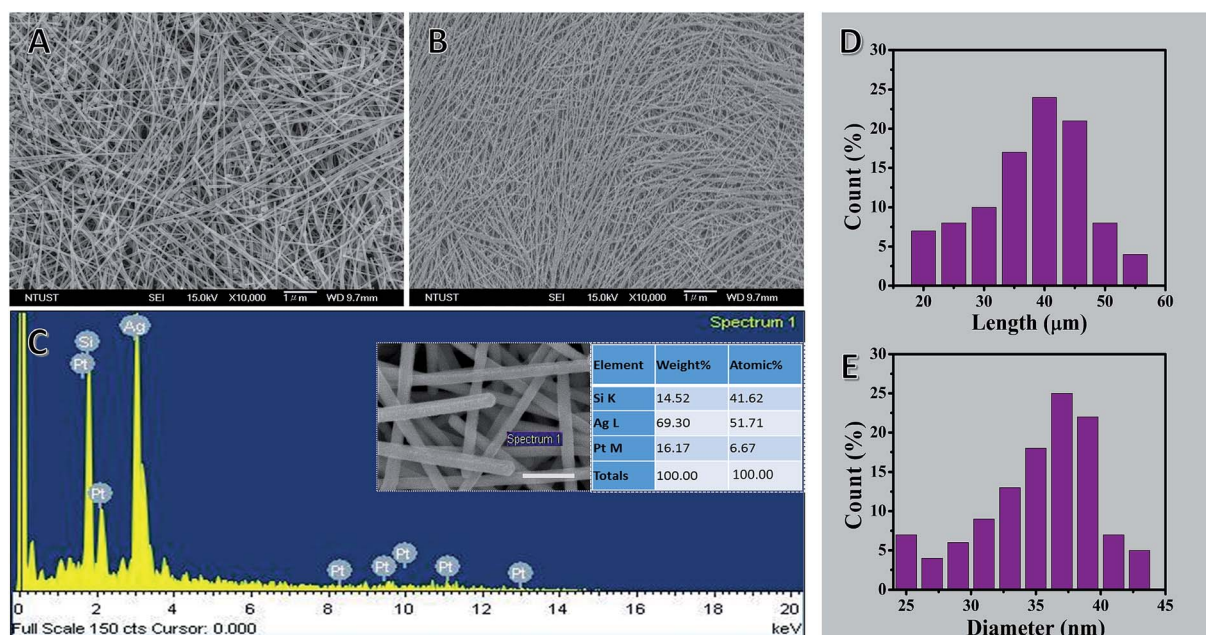 A
NTUST SEI 15.0kV X10,000 1μm WD 9.7mm
B
NTUST SEI 15.0kV X10,000 1μm WD 9.7mm
C
Spectrum 1
Ag
Si
Pt
Pt
Pt
Pt
Pt
Pt
Pt
Spectrum 1
Element Weight% Atomic%
Si K 14.52 41.62
Ag L 69.30 51.71
Pt M 16.17 6.67
Totals 100.00 100.00
0 2 4 6 8 10 12 14 16 18 20
Full Scale 150 cts Cursor: 0.000 keV
D
Count (%)
30
25
20
15
10
5
0
20 30 40 50 60
Length (μm)
E
Count (%)
30
25
20
15
10
5
0
25 30 35 40 45
Diameter (nm)